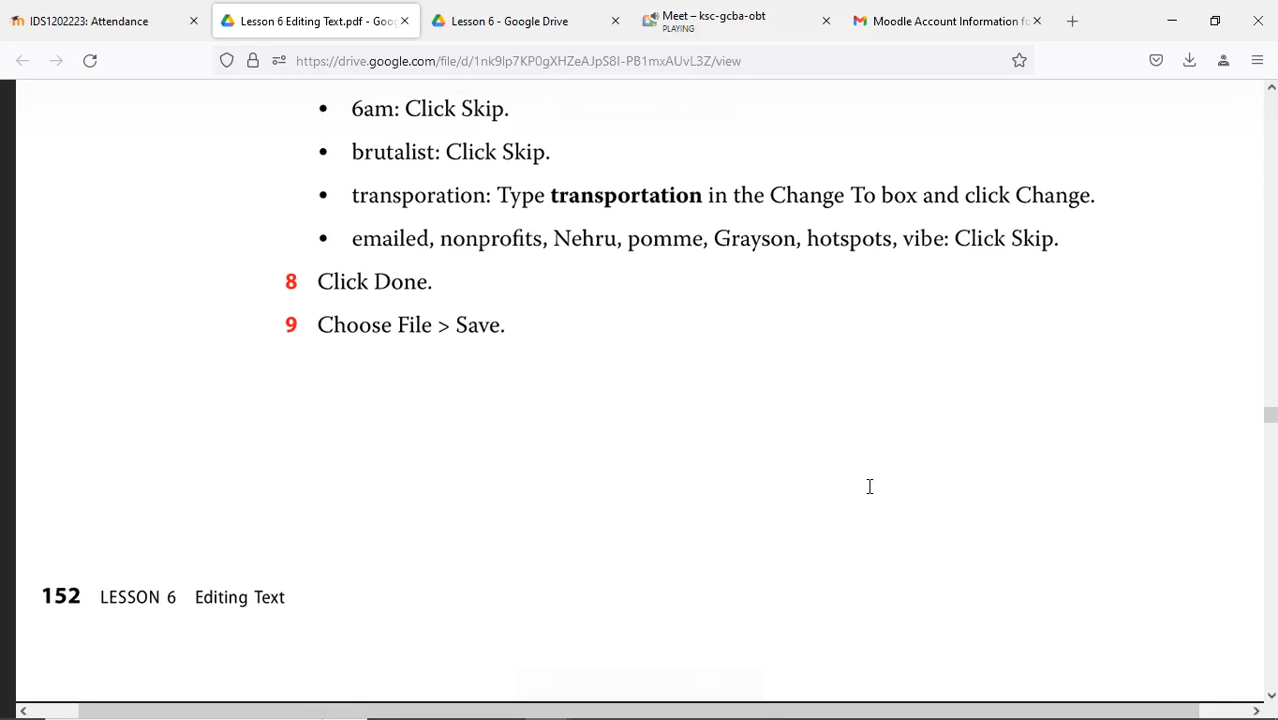 IDS1202223: Attendance
Lesson 6 Editing Text.pdf - Goo
Lesson 6 - Google Drive
Meet – ksc-gcba-obt
PLAYING
Moodle Account Information fo
https://drive.google.com/file/d/1nk9lp7KP0gXHZeAJpS8I-PB1mxAUvL3Z/view
• 6am: Click Skip.
• brutalist: Click Skip.
• transporation: Type transportation in the Change To box and click Change.
• emailed, nonprofits, Nehru, pomme, Grayson, hotspots, vibe: Click Skip.
8 Click Done.
9 Choose File > Save.
152 LESSON 6 Editing Text